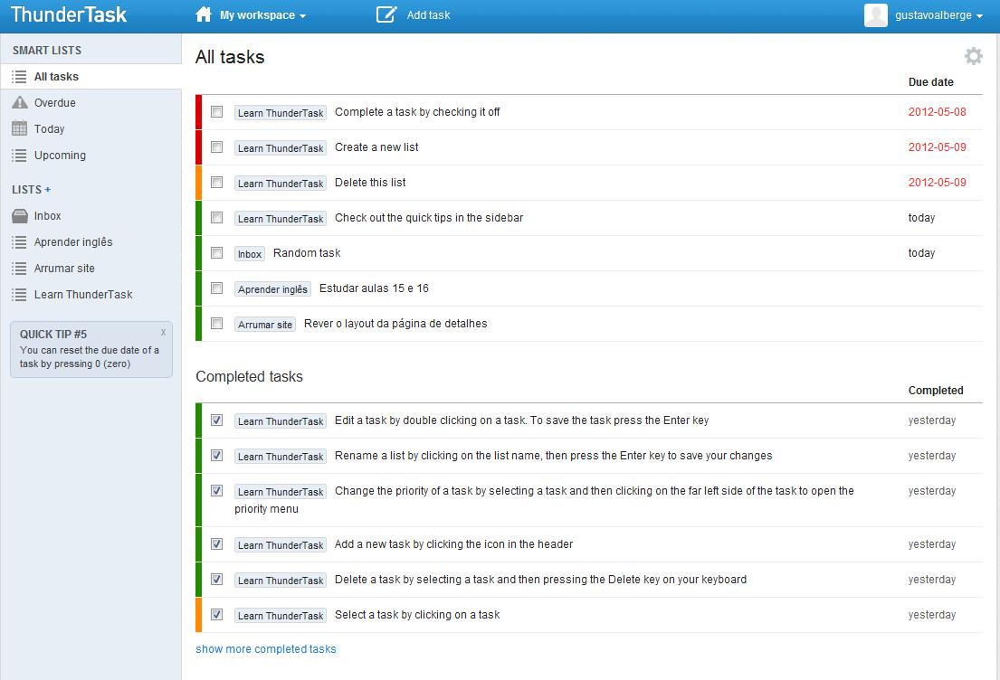 ThunderTask
My workspace
Add task
gustavoalberge
SMART LISTS
All tasks
Overdue
Today
Upcoming
LISTS +
Inbox
Aprender inglês
Arrumar site
Learn ThunderTask
QUICK TIP #5 x
You can reset the due date of a
task by pressing 0 (zero)
All tasks
Due date
Learn ThunderTask Complete a task by checking it off 2012-05-08
Learn ThunderTask Create a new list 2012-05-09
Learn ThunderTask Delete this list 2012-05-09
Learn ThunderTask Check out the quick tips in the sidebar today
Inbox Random task today
Aprender inglês Estudar aulas 15 e 16
Arrumar site Rever o layout da página de detalhes
Completed tasks
Completed
Learn ThunderTask Edit a task by double clicking on a task. To save the task press the Enter key yesterday
Learn ThunderTask Rename a list by clicking on the list name, then press the Enter key to save your changes yesterday
Learn ThunderTask Change the priority of a task by selecting a task and then clicking on the far left side of the task to open the yesterday
priority menu
Learn ThunderTask Add a new task by clicking the icon in the header yesterday
Learn ThunderTask Delete a task by selecting a task and then pressing the Delete key on your keyboard yesterday
Learn ThunderTask Select a task by clicking on a task yesterday
show more completed tasks